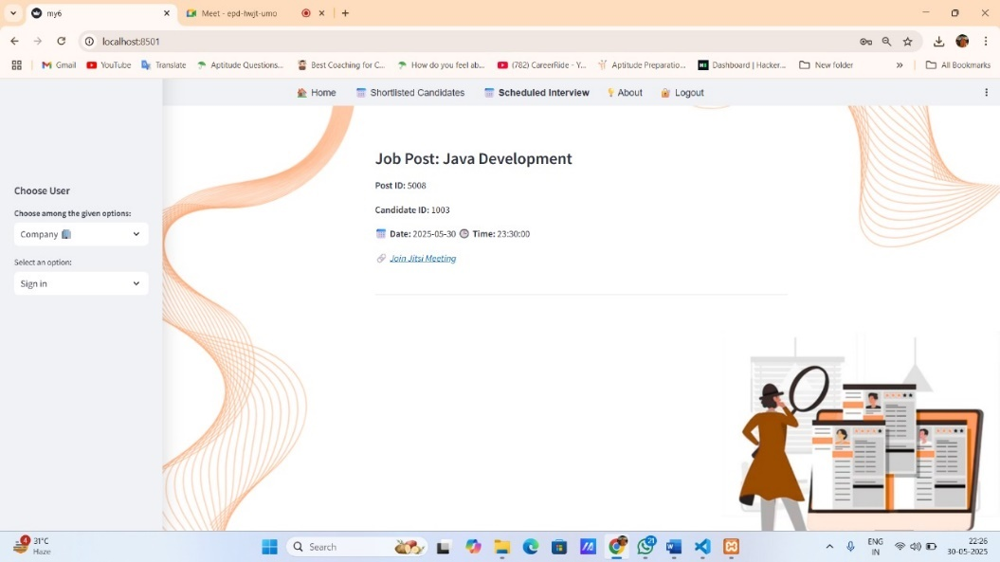 my6
Meet - epd-hwjt-umo
localhost:8501
Gmail YouTube Translate Aptitude Questions... Best Coaching for C... How do you feel ab... (782) CareerRide - Y... Aptitude Preparatio... Dashboard | Hacker... New folder » All Bookmarks
Home Shortlisted Candidates Scheduled Interview About Logout
Choose User
Choose among the given options:
Company
Select an option:
Sign in
Job Post: Java Development
Post ID: 5008
Candidate ID: 1003
Date: 2025-05-30 Time: 23:30:00
Join Jitsi Meeting
4
31°C
Haze
Search
21
ENG
IN
22:26
30-05-2025